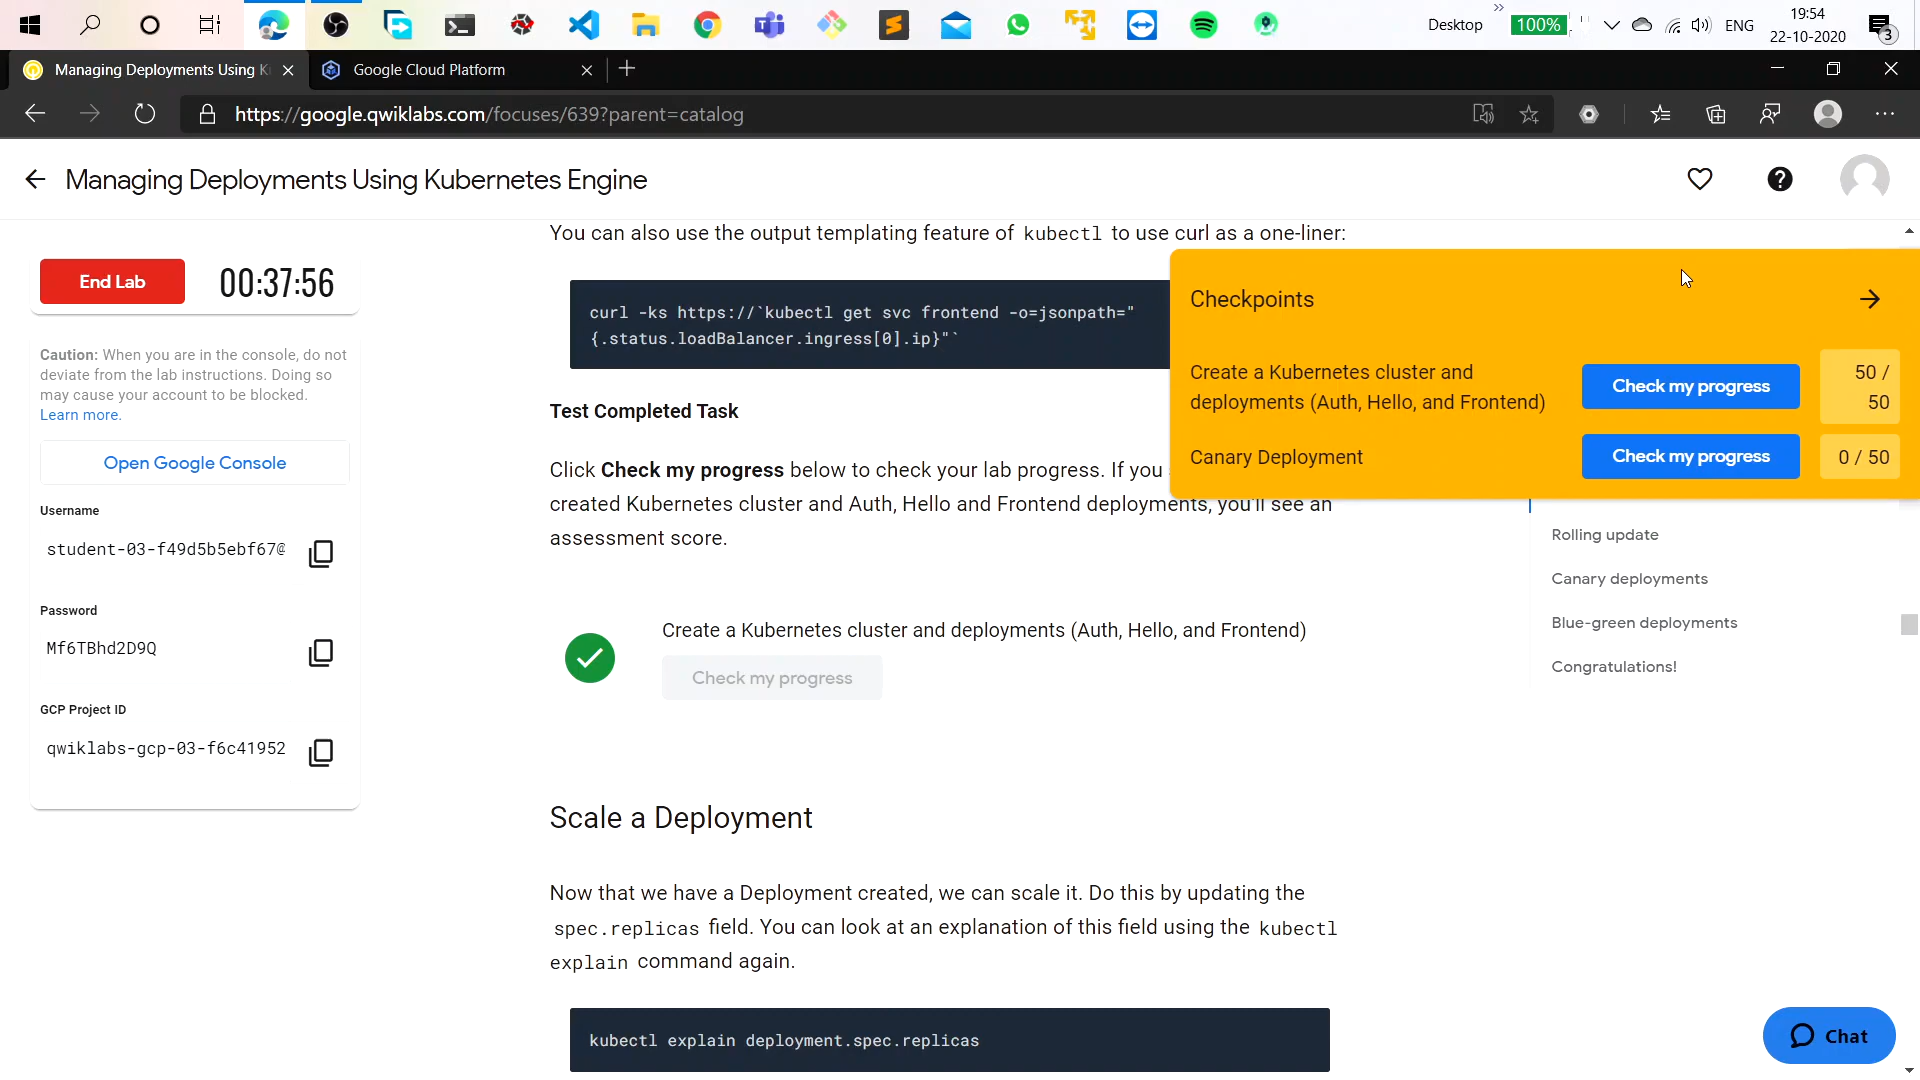 Desktop
100%
ENG
19:54
22-10-2020
3
Managing Deployments Using K
Google Cloud Platform
https://google.qwiklabs.com/focuses/639?parent=catalog
Managing Deployments Using Kubernetes Engine
End Lab
00:37:56
Caution: When you are in the console, do not
deviate from the lab instructions. Doing so
may cause your account to be blocked.
Learn more.
Open Google Console
Username
student-03-f49d5b5ebf67@
Password
Mf6TBhd2D9Q
GCP Project ID
qwiklabs-gcp-03-f6c41952
You can also use the output templating feature of kubectl to use curl as a one-liner:
curl -ks https://`kubectl get svc frontend -o=jsonpath="
{.status.loadBalancer.ingress[0].ip}"`
Test Completed Task
Click Check my progress below to check your lab progress. If you
created Kubernetes cluster and Auth, Hello and Frontend deployments, you'll see an
assessment score.
Create a Kubernetes cluster and deployments (Auth, Hello, and Frontend)
Check my progress
Scale a Deployment
Now that we have a Deployment created, we can scale it. Do this by updating the
spec.replicas field. You can look at an explanation of this field using the kubectl
explain command again.
kubectl explain deployment.spec.replicas
Checkpoints
Create a Kubernetes cluster and
deployments (Auth, Hello, and Frontend)
Check my progress
50 /
50
Canary Deployment
Check my progress
0 / 50
Rolling update
Canary deployments
Blue-green deployments
Congratulations!
Chat